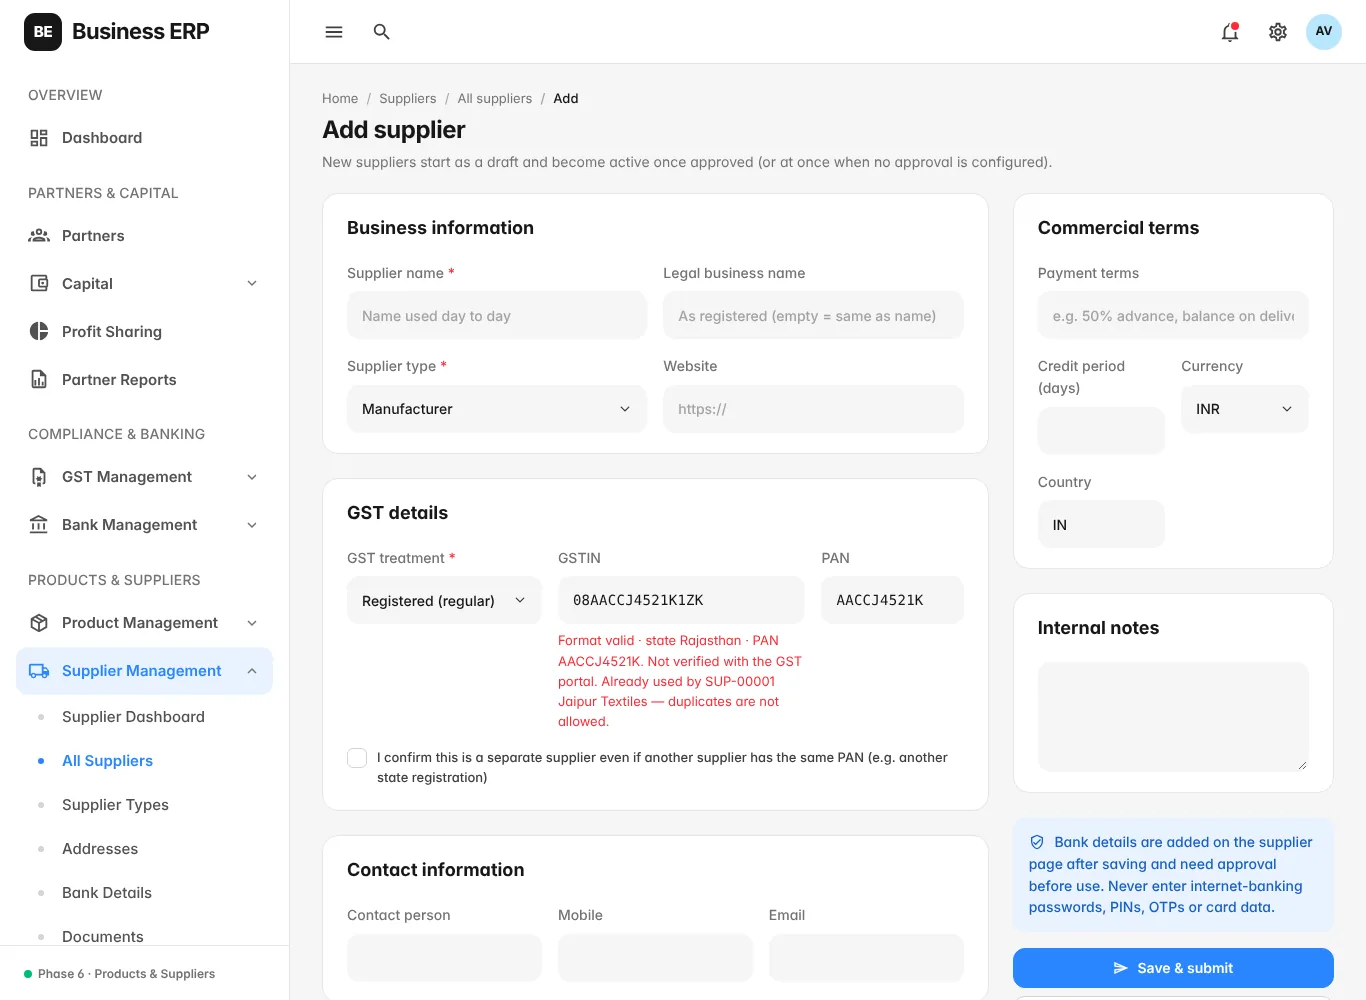 BE Business ERP
AV
OVERVIEW
Dashboard
PARTNERS & CAPITAL
Partners
Capital
Profit Sharing
Partner Reports
COMPLIANCE & BANKING
GST Management
Bank Management
PRODUCTS & SUPPLIERS
Product Management
Supplier Management
Supplier Dashboard
All Suppliers
Supplier Types
Addresses
Bank Details
Documents
Phase 6 · Products & Suppliers
Home / Suppliers / All suppliers / Add
Add supplier
New suppliers start as a draft and become active once approved (or at once when no approval is configured).
Business information
Supplier name *
Legal business name
Name used day to day
As registered (empty = same as name)
Supplier type *
Website
Manufacturer
https://
GST details
GST treatment *
GSTIN
PAN
Registered (regular)
08AACCJ4521K1ZK
AACCJ4521K
Format valid · state Rajasthan · PAN
AACCJ4521K. Not verified with the GST
portal. Already used by SUP-00001
Jaipur Textiles — duplicates are not
allowed.
I confirm this is a separate supplier even if another supplier has the same PAN (e.g. another
state registration)
Contact information
Contact person
Mobile
Email
Commercial terms
Payment terms
e.g. 50% advance, balance on delive
Credit period
(days)
Currency
INR
Country
IN
Internal notes
Bank details are added on the supplier
page after saving and need approval
before use. Never enter internet-banking
passwords, PINs, OTPs or card data.
Save & submit